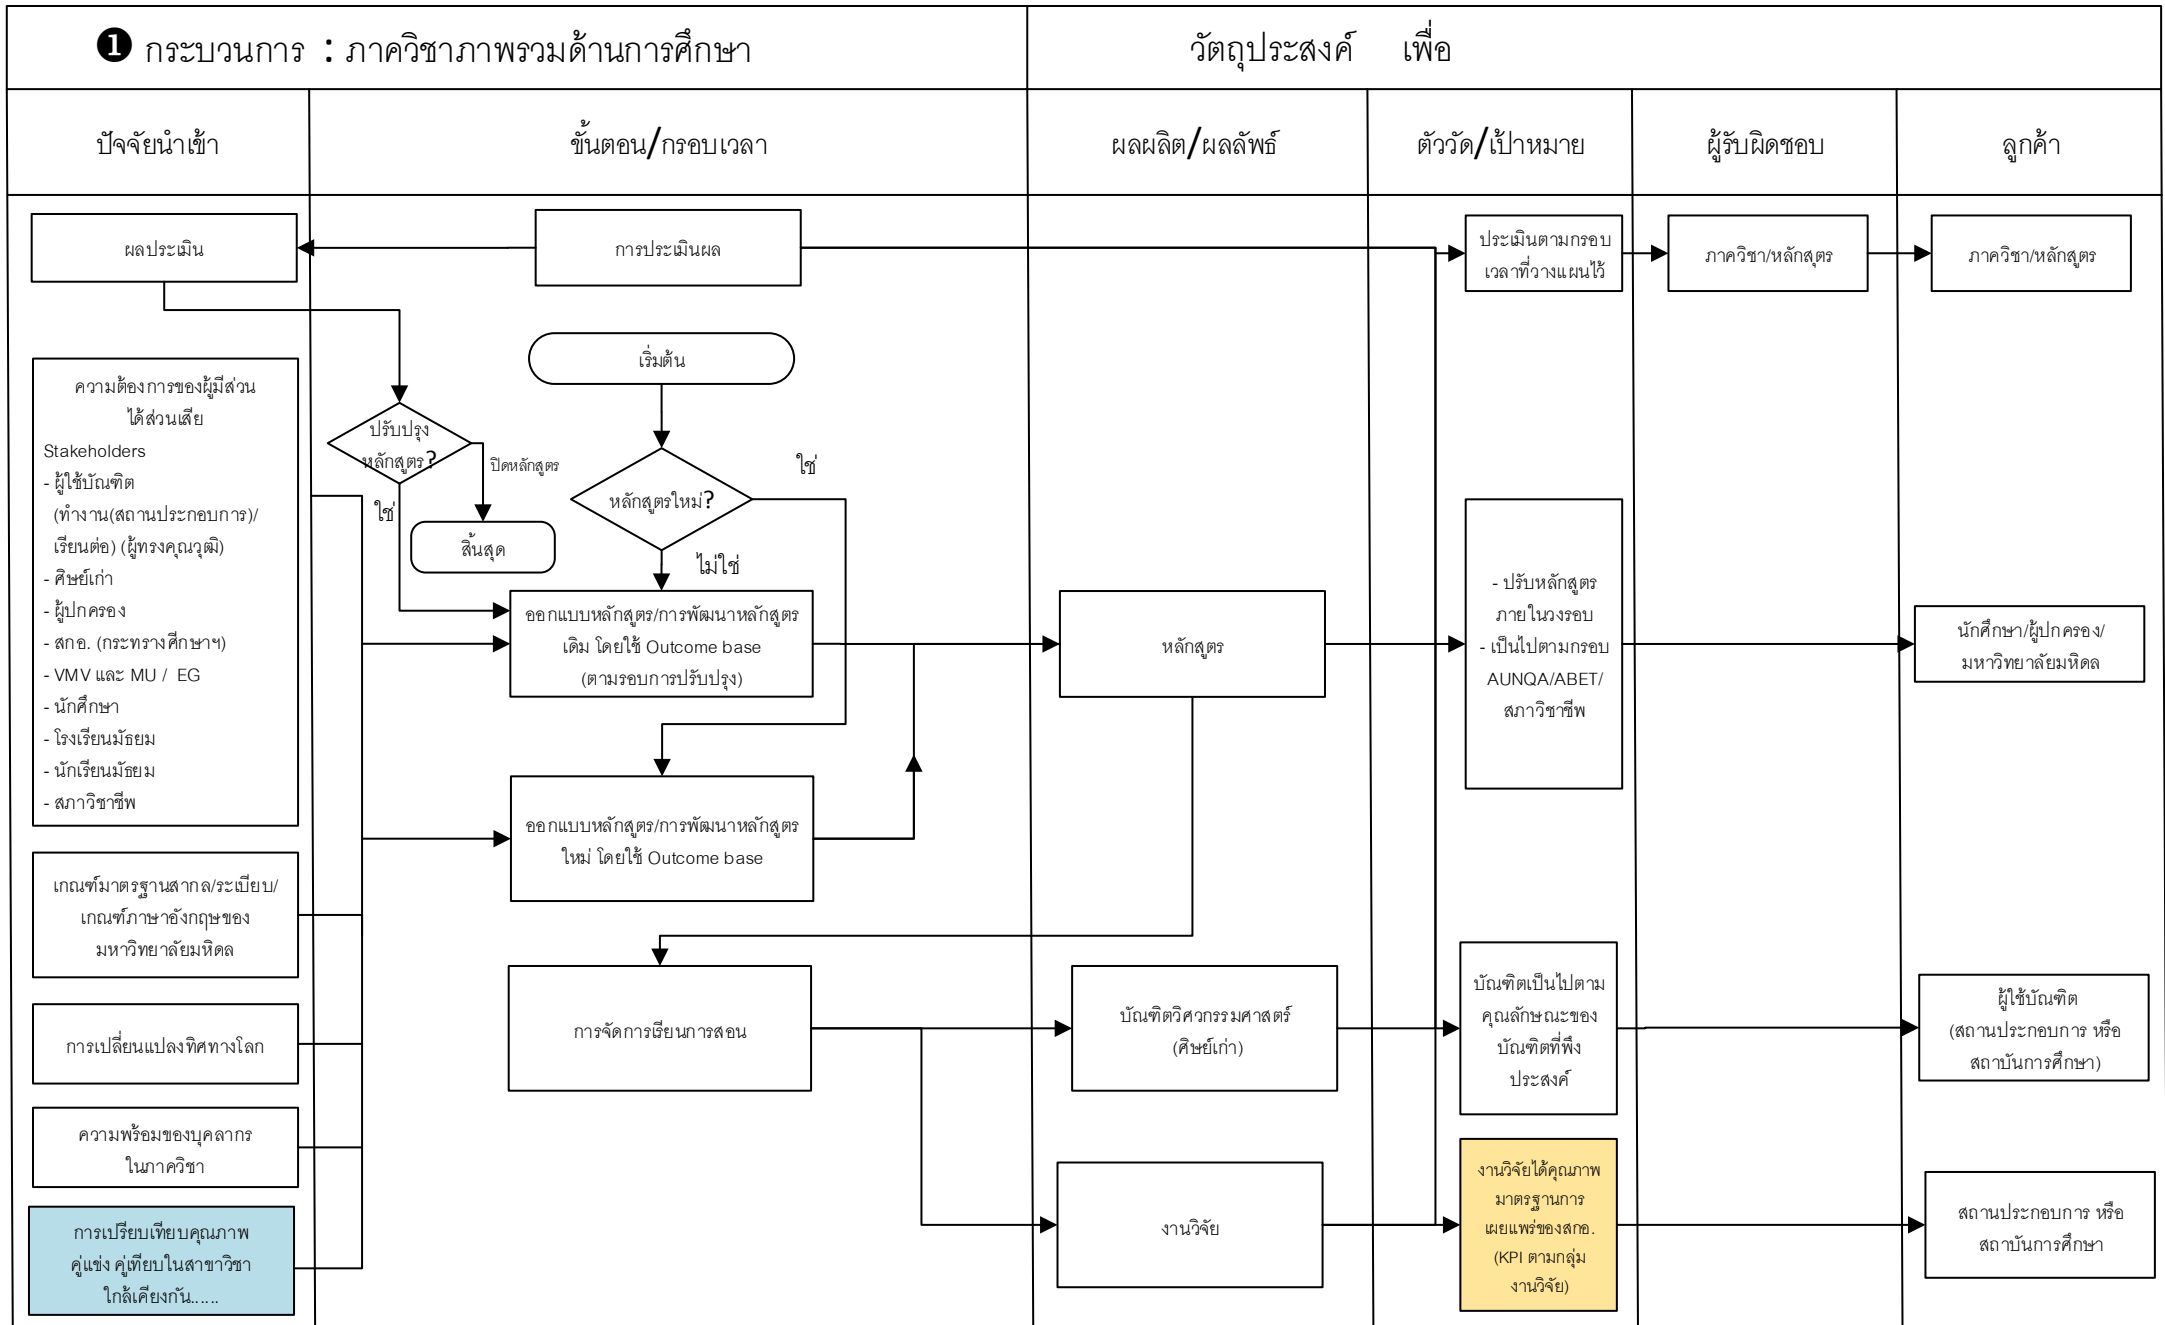 ❶ กระบวนการ : ภาควิชาภาพรวมด้านการศึกษา
วัตถุประสงค์ เพื่อ
ปัจจัยนำเข้า
ขั้นตอน/กรอบเวลา
ผลผลิต/ผลลัพธ์
ตัววัด/เป้าหมาย
ผู้รับผิดชอบ
ลูกค้า
ผลประเมิน
การประเมินผล
ประเมินตามกรอบ
เวลาที่วางแผนไว้
ภาควิชา/หลักสุตร
ภาควิชา/หลักสูตร
เริ่มต้น
ความต้องการของผู้มีส่วน
ได้ส่วนเสีย
Stakeholders
- ผู้ใช้บัณฑิต
(ทำงาน(สถานประกอบการ)/
เรียนต่อ) (ผู้ทรงคุณวุฒิ)
- ศิษย์เก่า
- ผู้ปกครอง
- สกอ. (กระทรางศึกษาฯ)
- VMV และ MU / EG
- นักศึกษา
- โรงเรียนมัธยม
- นักเรียนมัธยม
- สภาวิชาชีพ
ปรับปรุง
หลักสูตร?
ปิดหลักสูตร
ใช่
สิ้นสุด
หลักสูตรใหม่?
ใช่
ไม่ใช่
ออกแบบหลักสูตร/การพัฒนาหลักสูตร
เดิม โดยใช้ Outcome base
(ตามรอบการปรับปรุง)
หลักสูตร
- ปรับหลักสูตร
ภายในวงรอบ
- เป็นไปตามกรอบ
AUNQA/ABET/
สภาวิชาชีพ
นักศึกษา/ผู้ปกครอง/
มหาวิทยาลัยมหิดล
ออกแบบหลักสูตร/การพัฒนาหลักสูตร
ใหม่ โดยใช้ Outcome base
เกณฑ์มาตรฐานสากล/ระเบียบ/
เกณฑ์ภาษาอังกฤษของ
มหาวิทยาลัยมหิดล
การเปลี่ยนแปลงทิศทางโลก
การจัดการเรียนการสอน
บัณฑิตวิศวกรรมศาสตร์
(ศิษย์เก่า)
บัณฑิตเป็นไปตาม
คุณลักษณะของ
บัณฑิตที่พึง
ประสงค์
ผู้ใช้บัณฑิต
(สถานประกอบการ หรือ
สถาบันการศึกษา)
ความพร้อมของบุคลากร
ในภาควิชา
การเปรียบเทียบคุณภาพ
คู่แข่ง คู่เทียบในสาขาวิชา
ใกล้เคียงกัน......
งานวิจัย
งานวิจัยได้คุณภาพ
มาตรฐานการ
เผยแพร่ของสกอ.
(KPI ตามกลุ่ม
งานวิจัย)
สถานประกอบการ หรือ
สถาบันการศึกษา